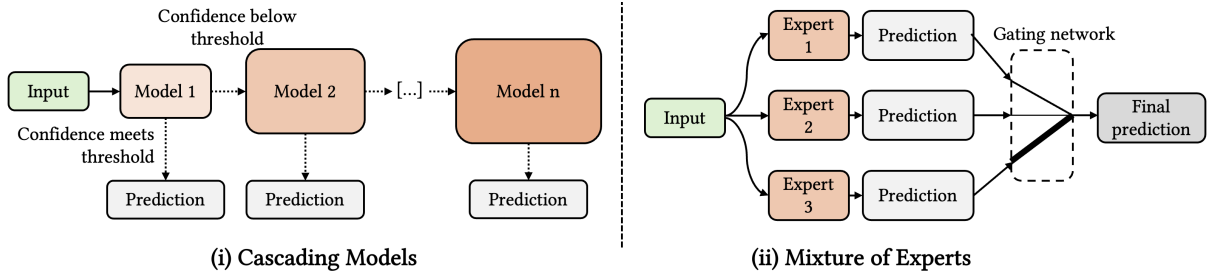 Confidence below
threshold
Input
Model 1
Model 2
[...]
Model n
Confidence meets
threshold
Prediction
Prediction
Prediction
(i) Cascading Models
Expert
1
Prediction
Gating network
Input
Expert
2
Prediction
Final
prediction
Expert
3
Prediction
(ii) Mixture of Experts